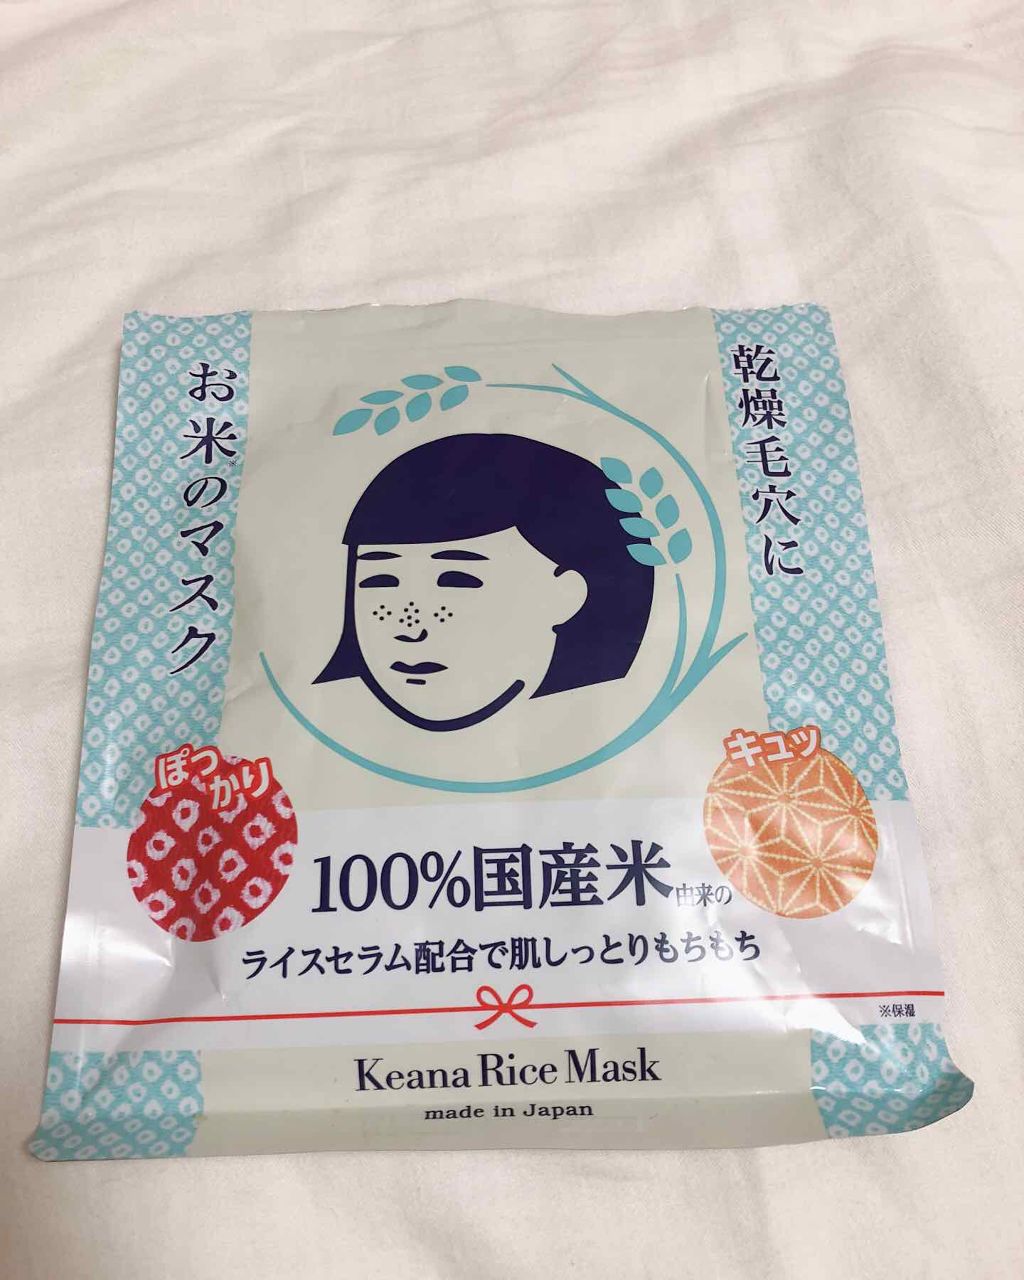 乾燥毛穴に
お米※のマスク
ぽっかり
キュッ
100%国産米由来の
ライスセラム配合で肌しっとりもちもち
※保湿
Keana Rice Mask
made in Japan